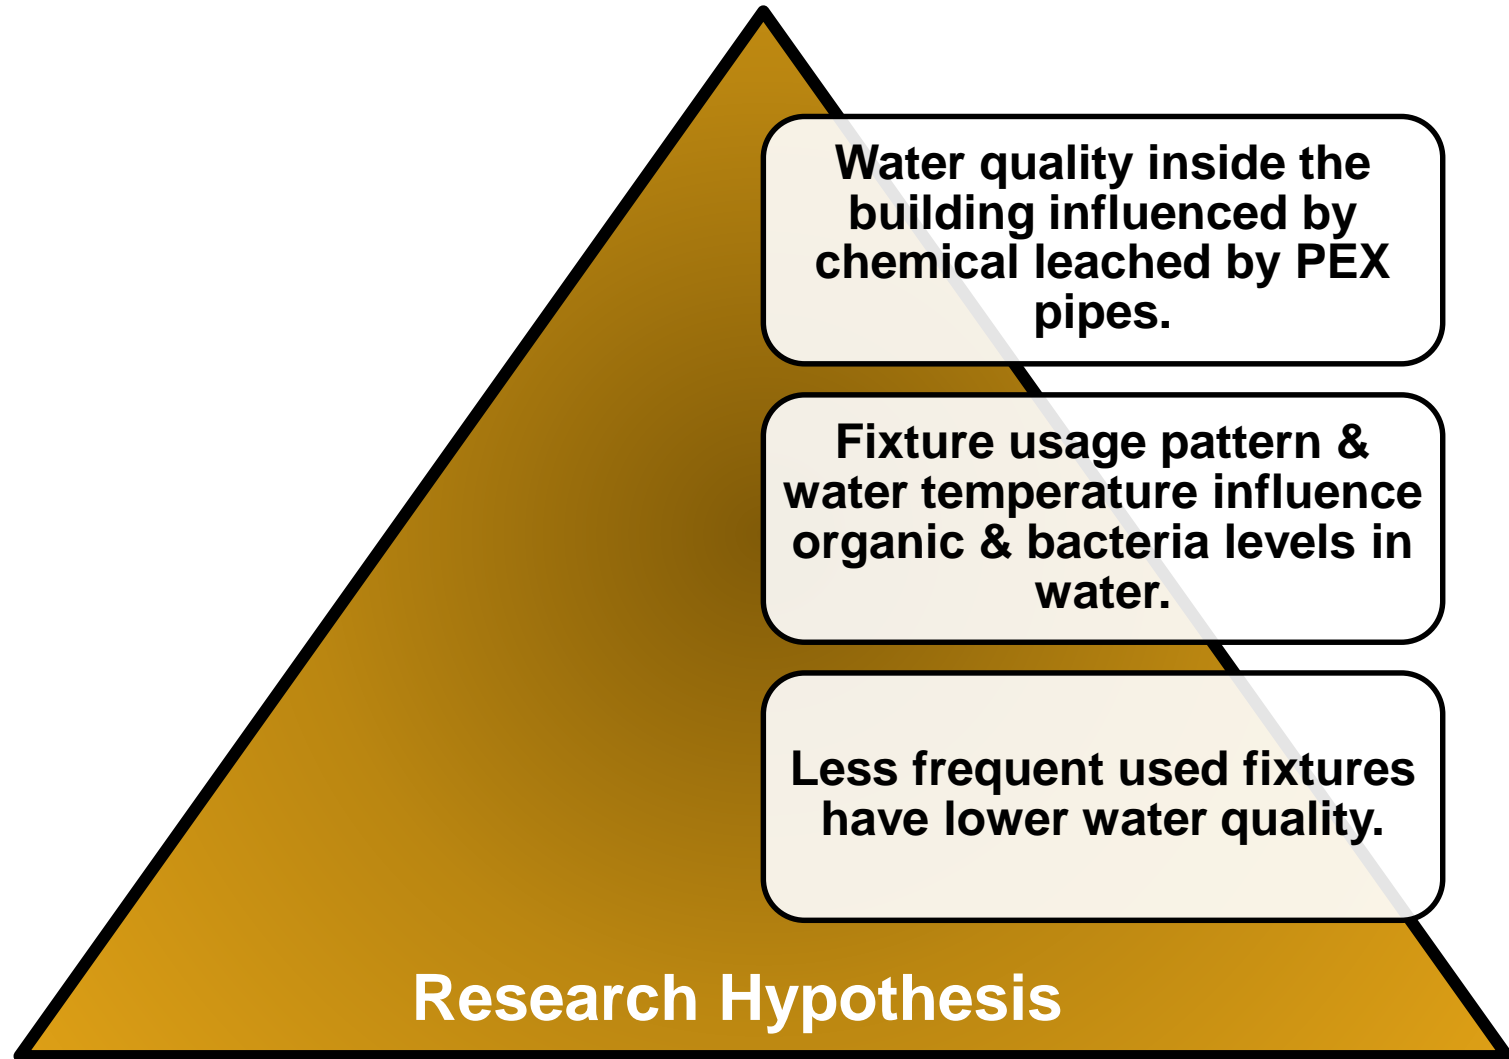 Water quality inside the
building influenced by
chemical leached by PEX
pipes.
Fixture usage pattern &
water temperature influence
organic & bacteria levels in
water.
Less frequent used fixtures
have lower water quality.
Research Hypothesis